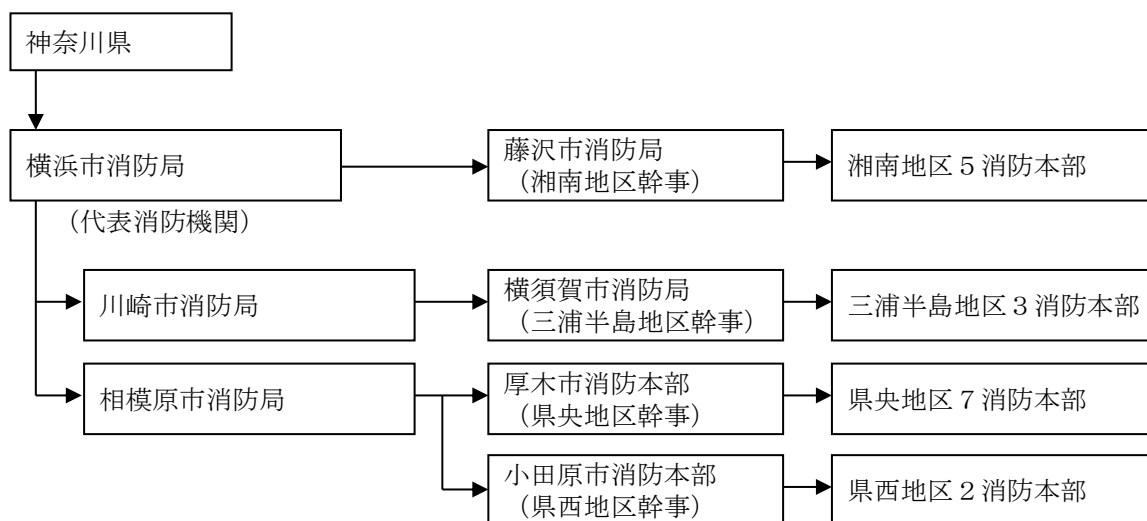 神奈川県
横浜市消防局
（代表消防機関）
藤沢市消防局
（湘南地区幹事）
湘南地区５消防本部
川崎市消防局
横須賀市消防局
（三浦半島地区幹事）
三浦半島地区３消防本部
相模原市消防局
厚木市消防本部
（県央地区幹事）
県央地区７消防本部
小田原市消防本部
（県西地区幹事）
県西地区２消防本部